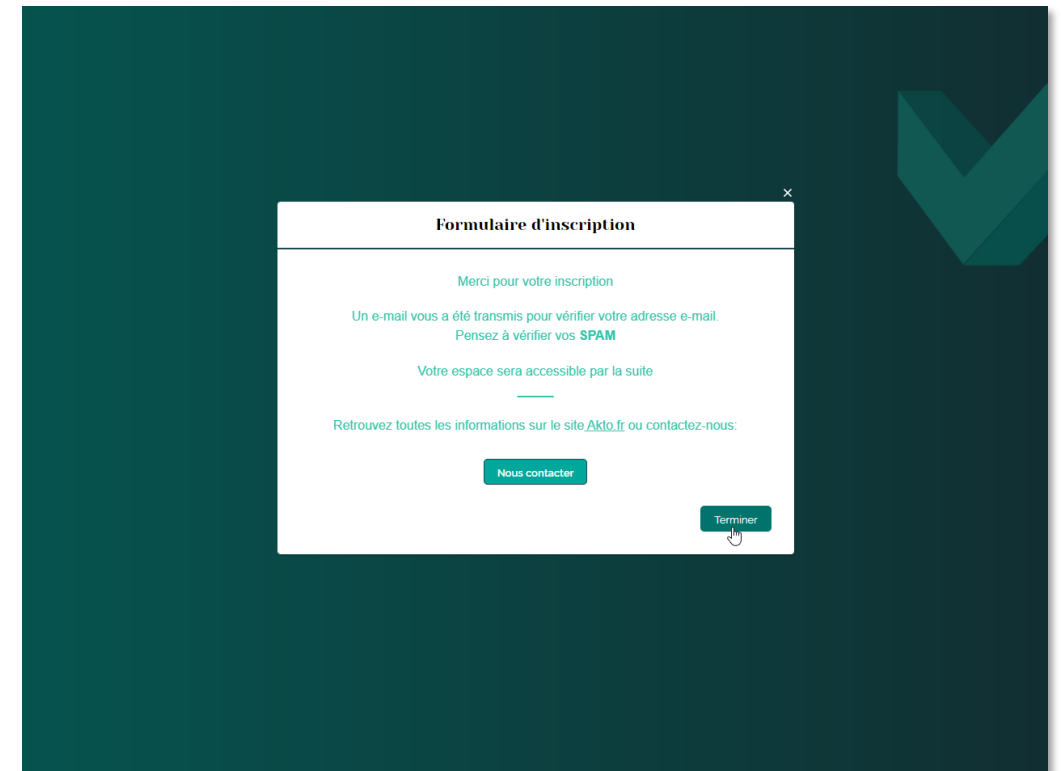 ×
Formulaire d'inscription
Merci pour votre inscription
Un e-mail vous a été transmis pour vérifier votre adresse e-mail.
Pensez à vérifier vos SPAM
Votre espace sera accessible par la suite
Retrouvez toutes les informations sur le site Akto.fr ou contactez-nous:
Nous contacter
Terminer